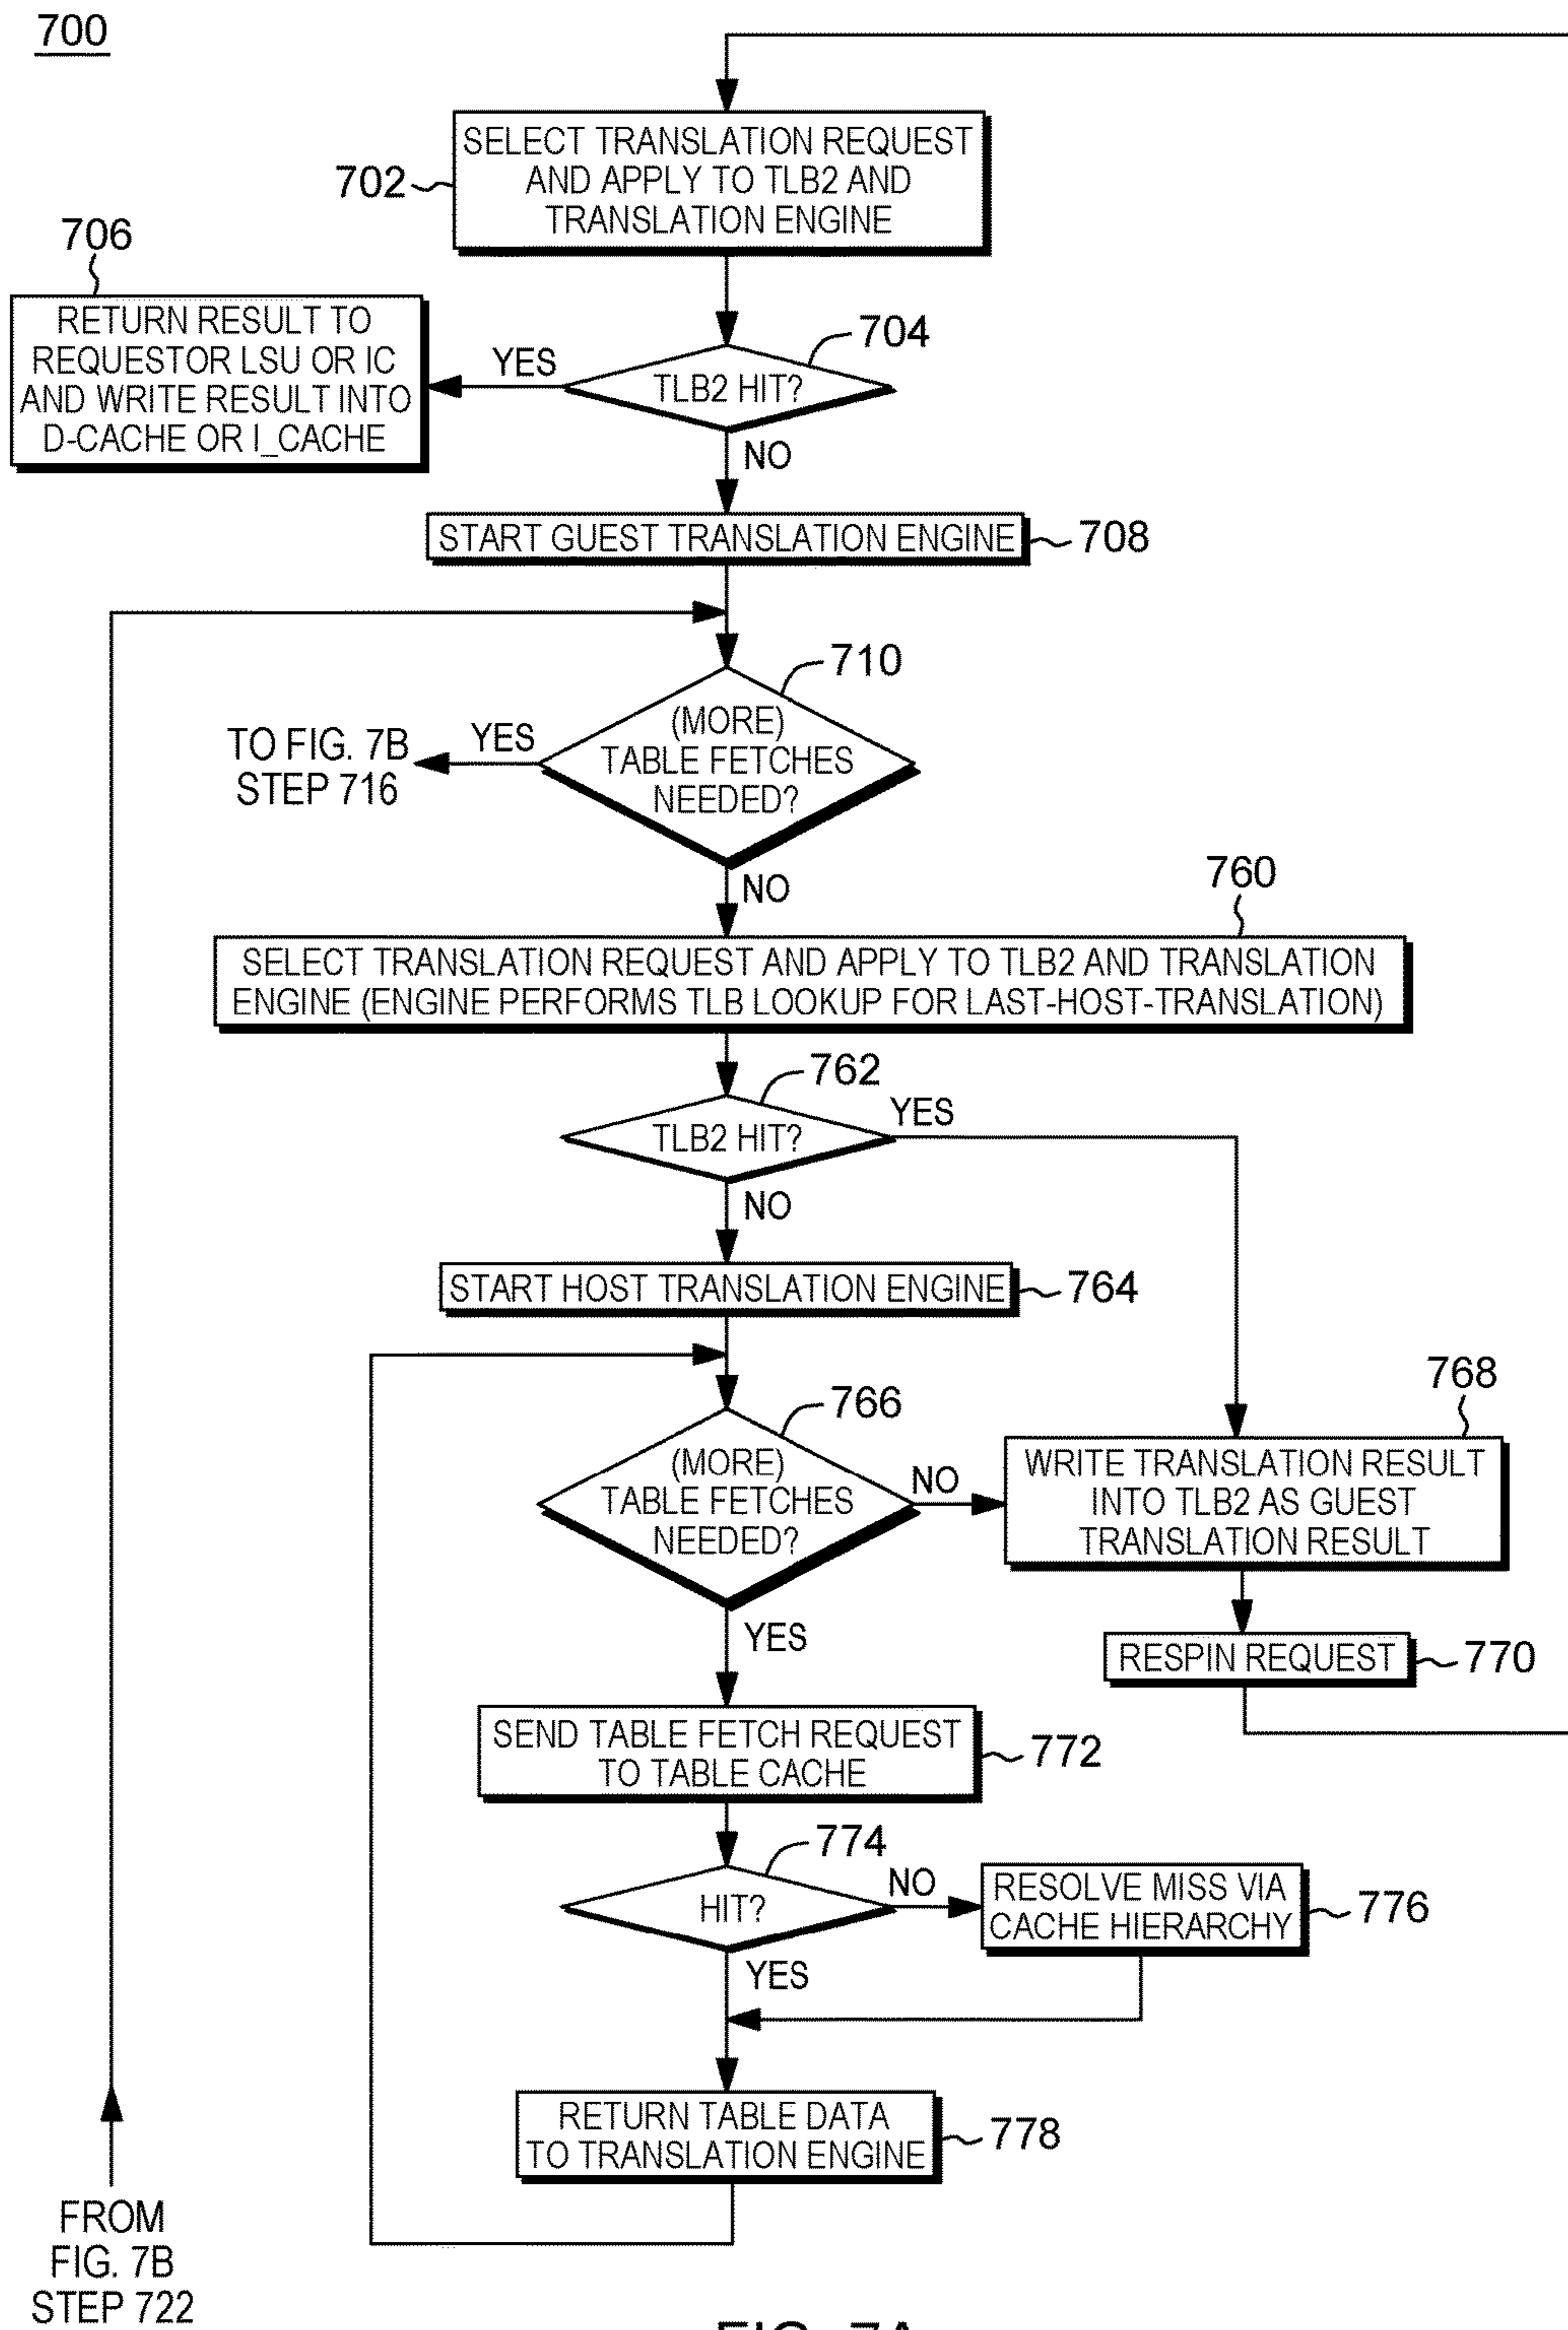 700
SELECT TRANSLATION REQUEST
AND APPLY TO TLB2 AND
TRANSLATION ENGINE
702
706
RETURN RESULT TO
REQUESTOR LSU OR IC
AND WRITE RESULT INTO
D-CACHE OR I_CACHE
YES
704
TLB2 HIT?
NO
START GUEST TRANSLATION ENGINE
708
710
(MORE)
TABLE FETCHES
NEEDED?
YES
TO FIG. 7B
STEP 716
NO
760
SELECT TRANSLATION REQUEST AND APPLY TO TLB2 AND TRANSLATION
ENGINE (ENGINE PERFORMS TLB LOOKUP FOR LAST-HOST-TRANSLATION)
762
TLB2 HIT?
YES
NO
START HOST TRANSLATION ENGINE
764
766
(MORE)
TABLE FETCHES
NEEDED?
NO
768
WRITE TRANSLATION RESULT
INTO TLB2 AS GUEST
TRANSLATION RESULT
YES
RESPIN REQUEST
770
SEND TABLE FETCH REQUEST
TO TABLE CACHE
772
774
HIT?
NO
RESOLVE MISS VIA
CACHE HIERARCHY
776
YES
RETURN TABLE DATA
TO TRANSLATION ENGINE
778
FROM
FIG. 7B
STEP 722
FIG. 7A